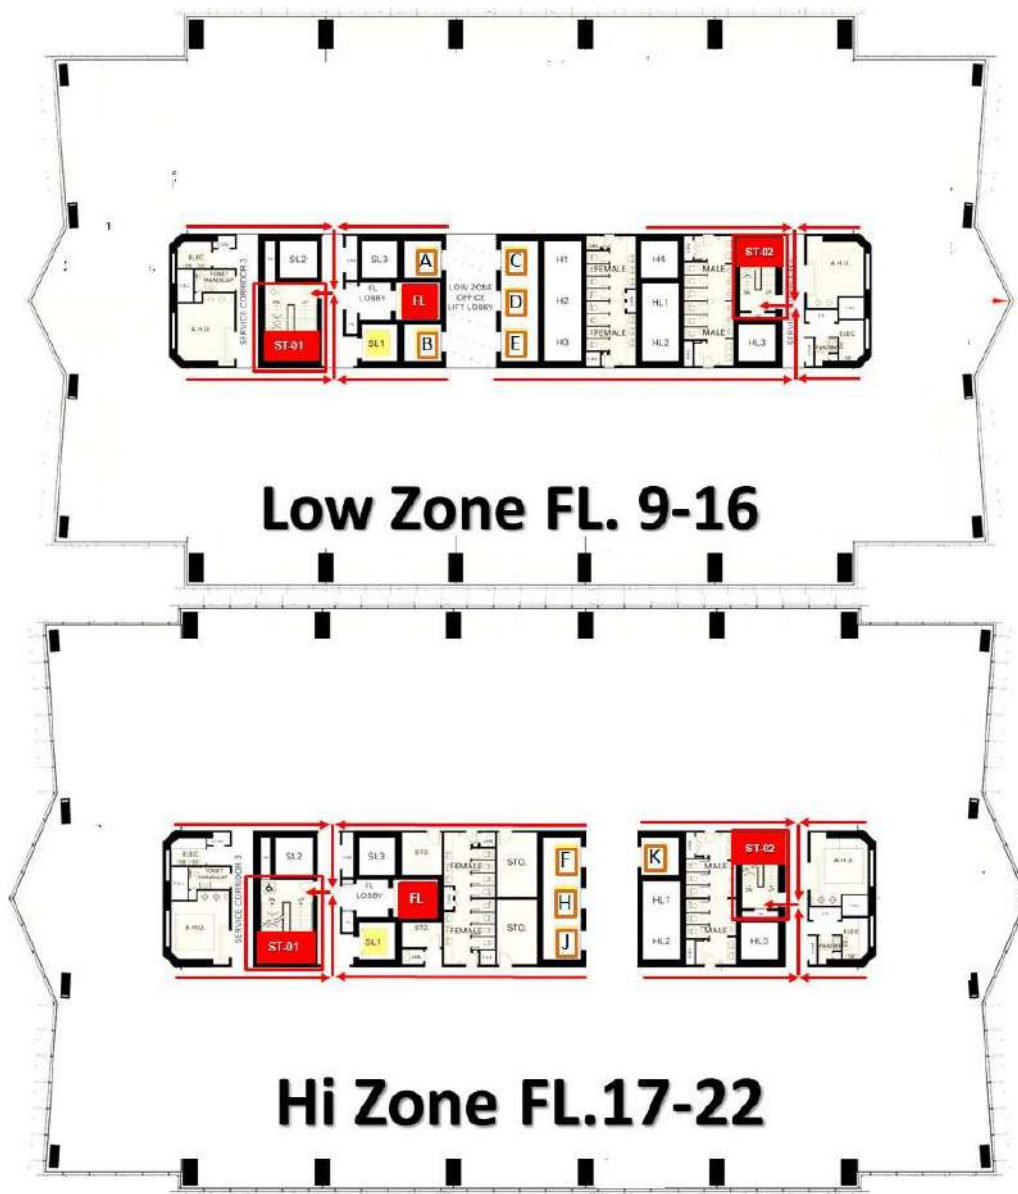 ELEC.
TOILET
HANDICAP
A.H.U.
SERVICE CORRIDOR 3
SL2
ST-01
SL3
FL
LOBBY
SL1
A
FL
B
LOW ZONE
OFFICE
LIFT LOBBY
C
D
E
H1
H2
H3
FEMALE
FEMALE
H4
HL1
HL2
MALE
MALE
ST-02
HL3
A.H.U.
ELEC
PANTRY
Low Zone FL. 9-16
ELEC.
TOILET
HANDICAP
A.H.U.
SERVICE CORRIDOR 3
SL2
ST-01
SL3
FL
LOBBY
SL1
STO.
FL
STO.
FEMALE
FEMALE
STO.
STO.
F
H
J
K
HL1
HL2
MALE
MALE
ST-02
HL3
A.H.U.
ELEC
PANTRY
Hi Zone FL.17-22